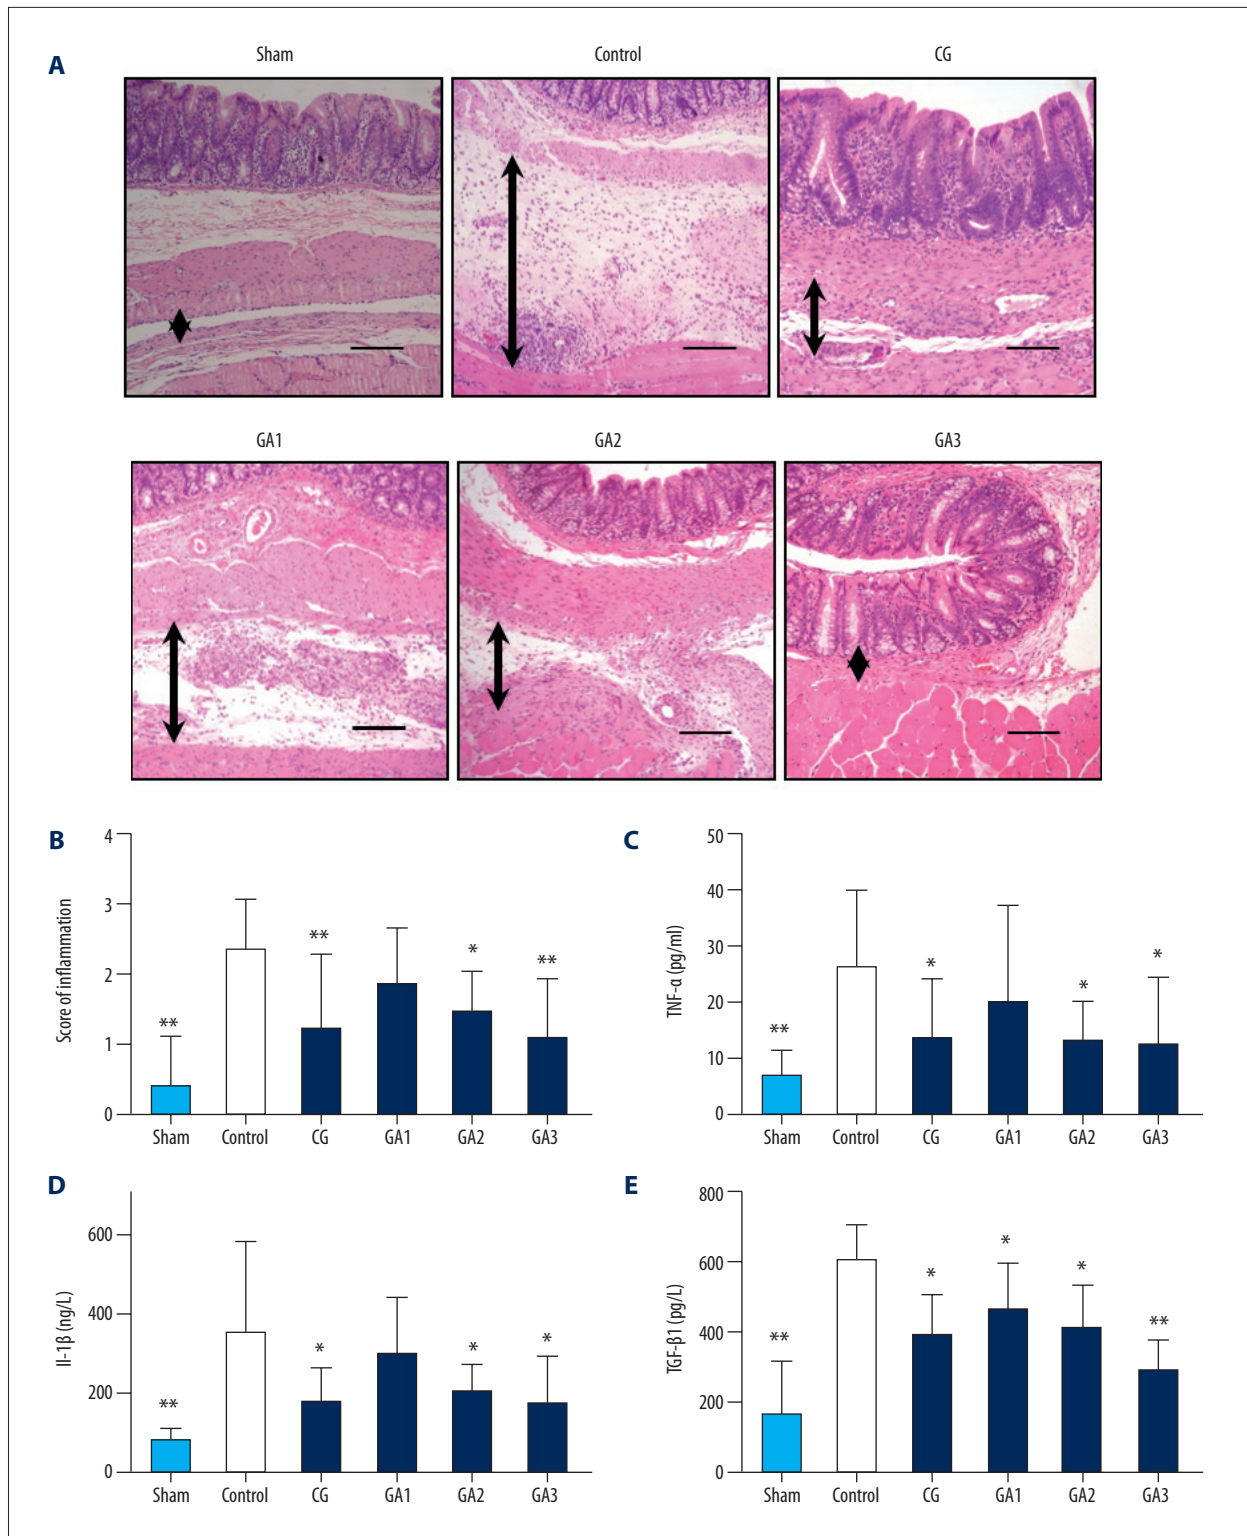 A
Sham
Control
CG
GA1
GA2
GA3
B
Score of inflammation
4
3
2
1
0
**
**
*
**
Sham
Control
CG
GA1
GA2
GA3
C
TNF-α (pg/ml)
50
40
30
20
10
0
**
*
*
*
Sham
Control
CG
GA1
GA2
GA3
D
Il-1β (ng/L)
600
400
200
0
**
*
*
*
Sham
Control
CG
GA1
GA2
GA3
E
TGF-β1 (pg/L)
800
600
400
200
0
**
*
*
*
**
Sham
Control
CG
GA1
GA2
GA3